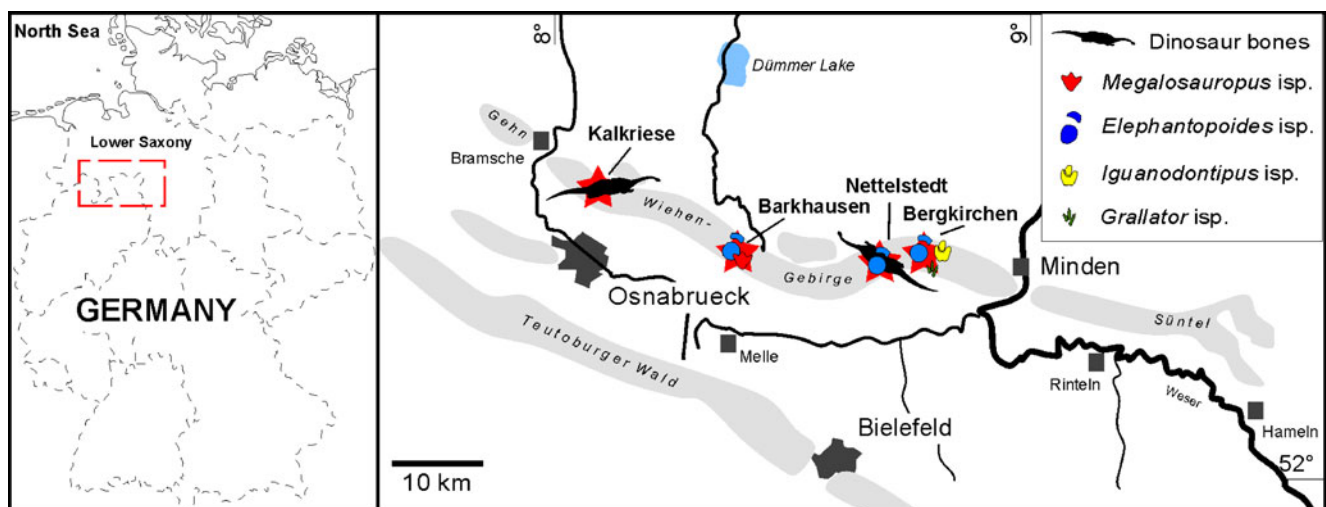 North Sea
Lower Saxony
GERMANY
8°
9°
Dümmer Lake
Gehn
Bramsche
Kalkriese
Wiehen-
Barkhausen
Nettelstedt
Bergkirchen
Gebirge
Minden
Osnabrueck
Süntel
Teutoburger Wald
Melle
Rinteln
Weser
Bielefeld
Hameln
52°
10 km
Dinosaur bones
Megalosauropus isp.
Elephantopoides isp.
Iguanodontipus isp.
Grallator isp.